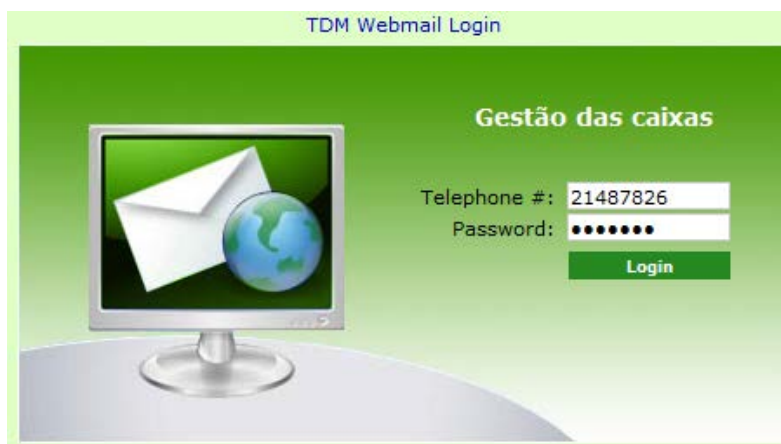 TDM Webmail Login
Gestão das caixas
Telephone #: 21487826
Password: •••••••
Login